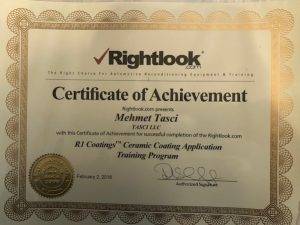 Rightlook
.com
The Right Choice For Automotive Reconditioning Equipment & Training
Certificate of Achievement
Rightlook.com presents
Mehmet Tasci
TASCI LLC
with this Certificate of Achievement for successful completion of the Rightlook.com
R1 Coatings™ Ceramic Coating Application
Training Program
February 2, 2018
Authorized Signature